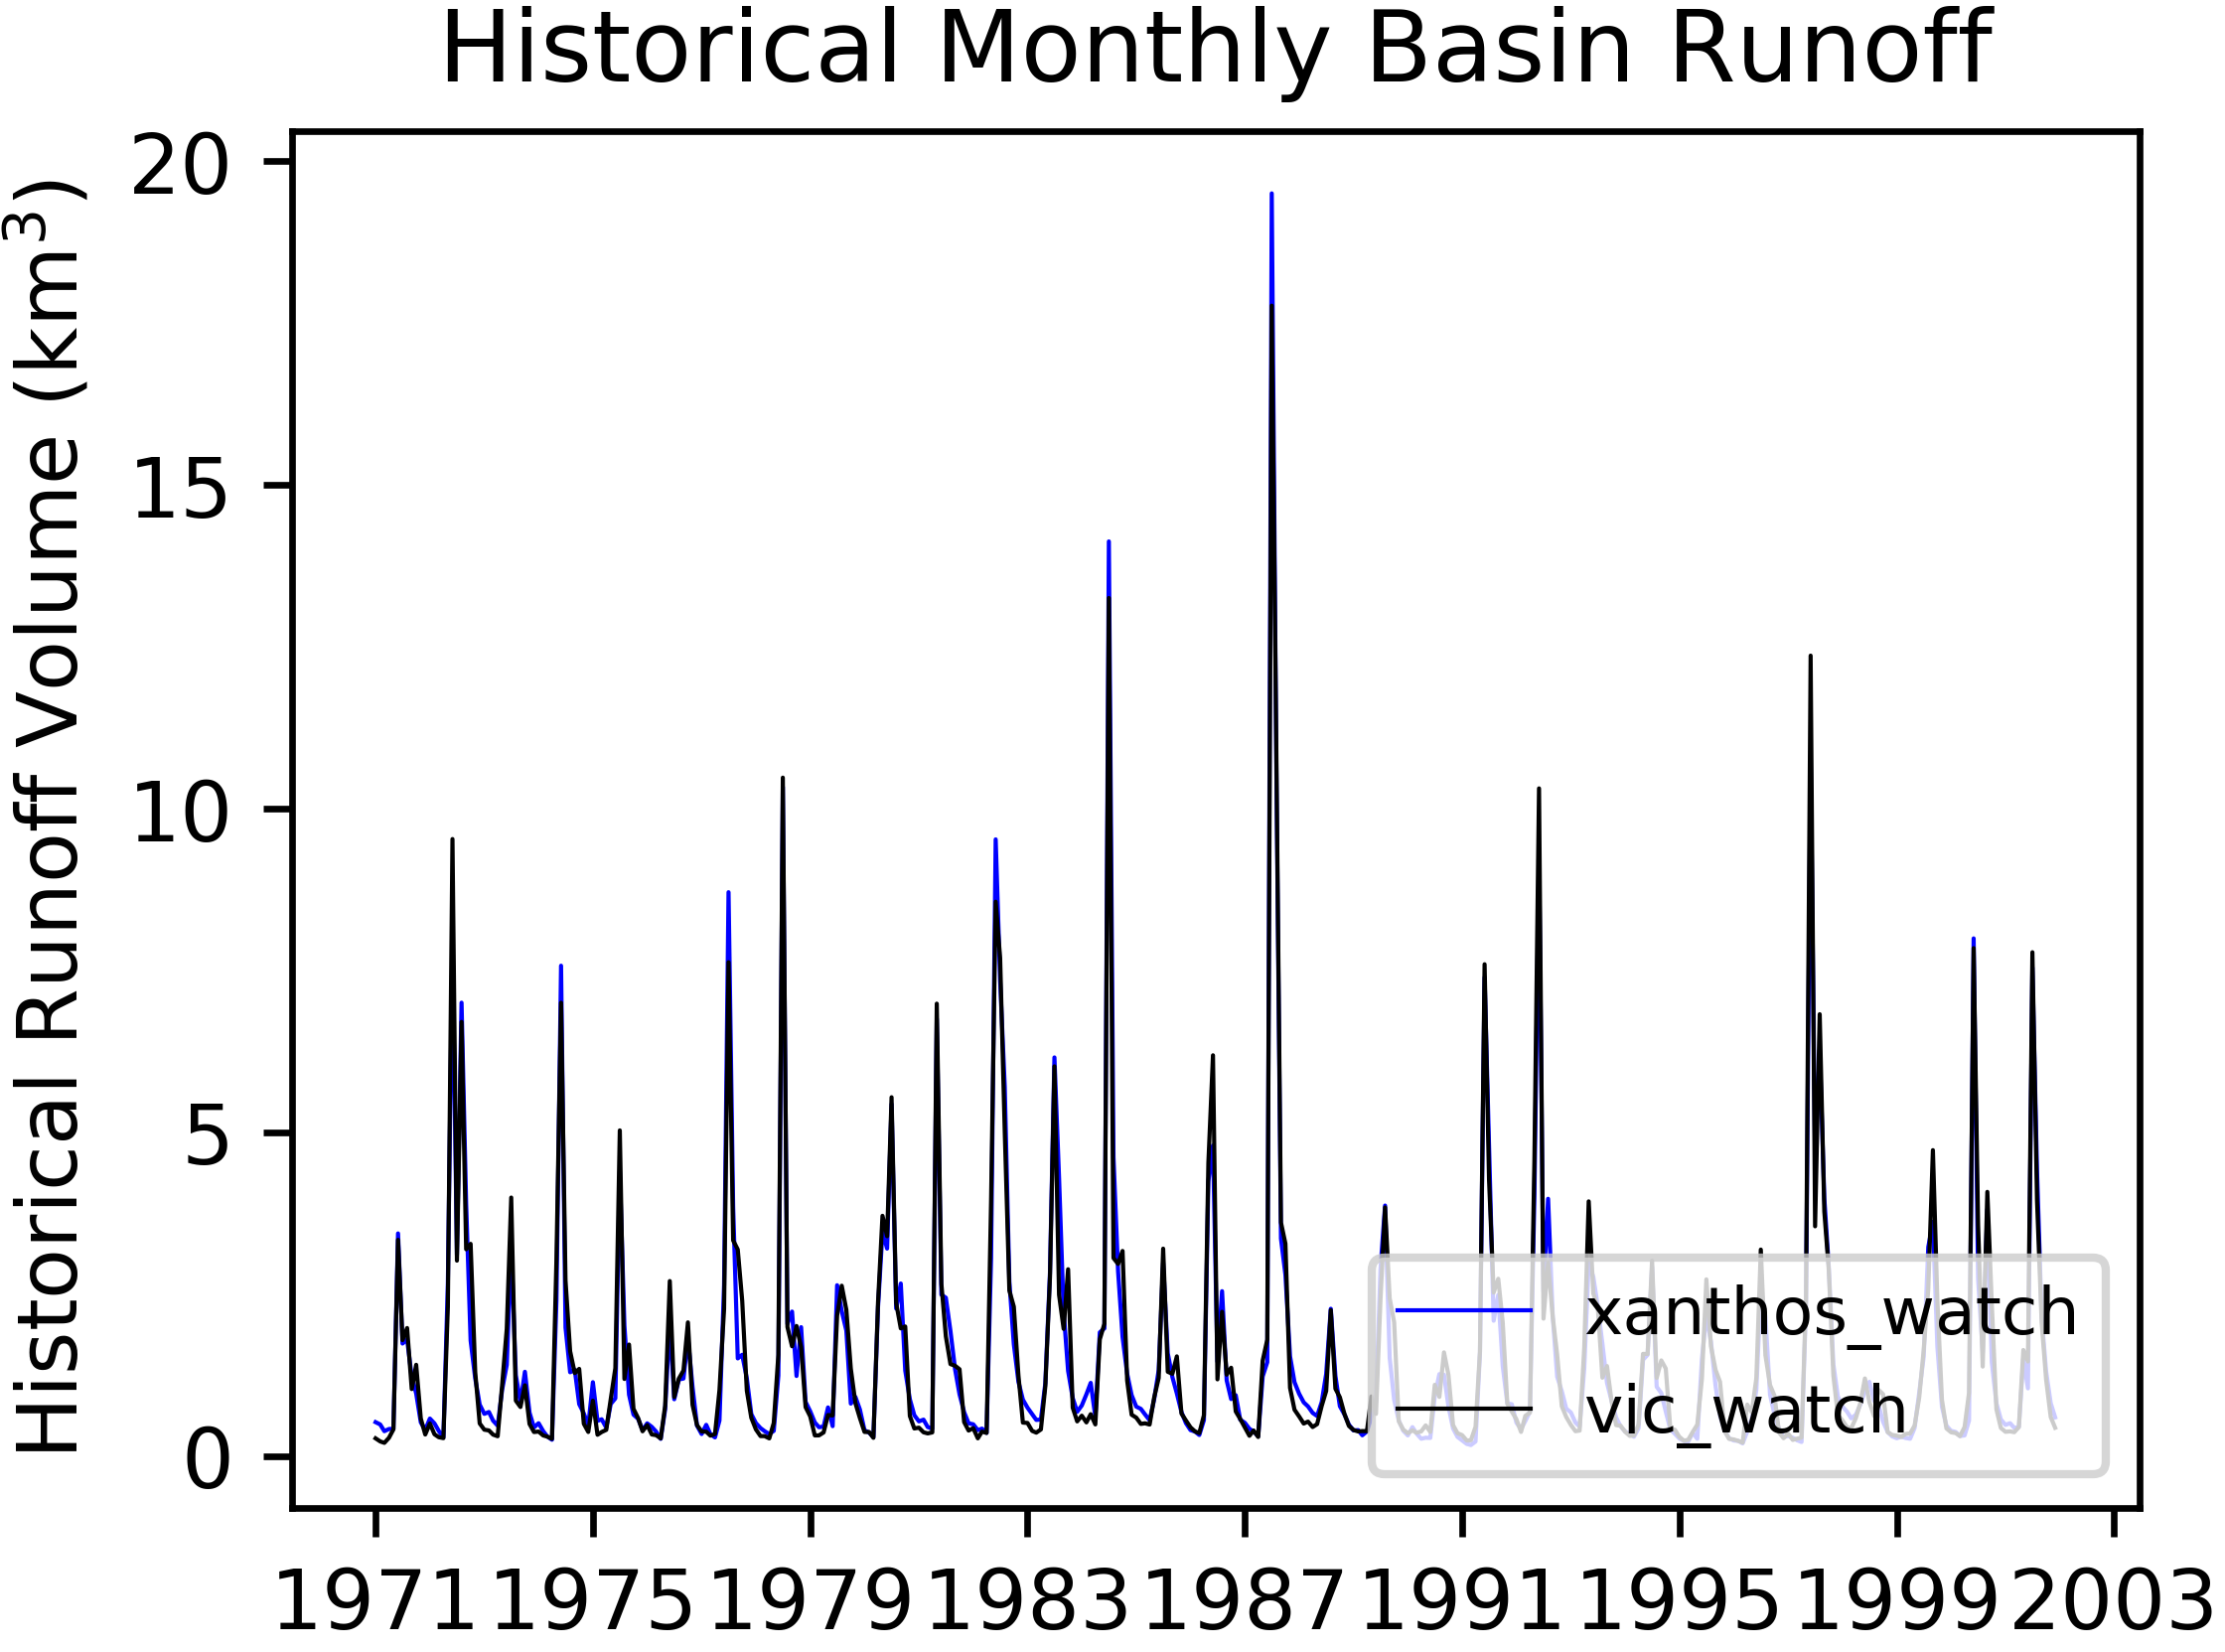 Historical Monthly Basin Runoff
Historical Runoff Volume (km³)
20
15
10
5
0
xanthos_watch
vic_watch
1971 1975 1979 1983 1987 1991 1995 1999 2003